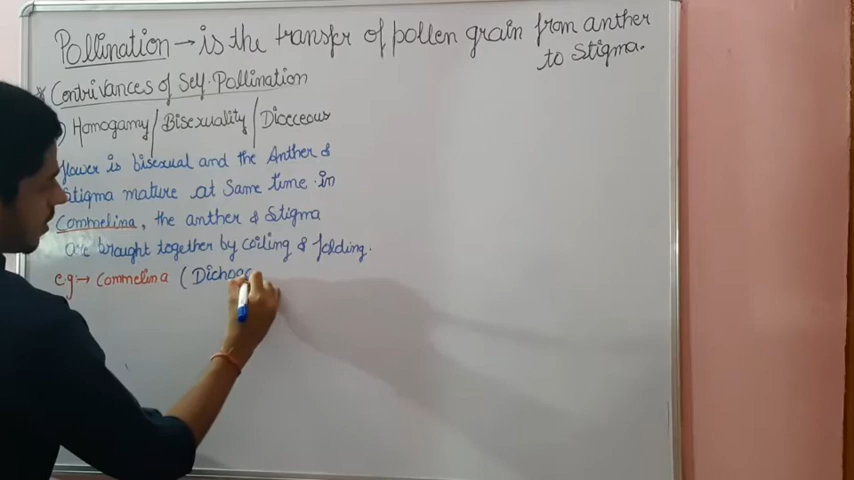 Pollination → is the transfr of pollen grain from anther
to Stigma.
* Contrivances of Self-Pollination
) Homogamy / Bisexuality / Dioeceous
flower is bisexual and the Anther &
Stigma mature at Same time. in
Commelina, the anther & Stigma
are brought together by coiling & folding.
eg → Commelina (Dichog